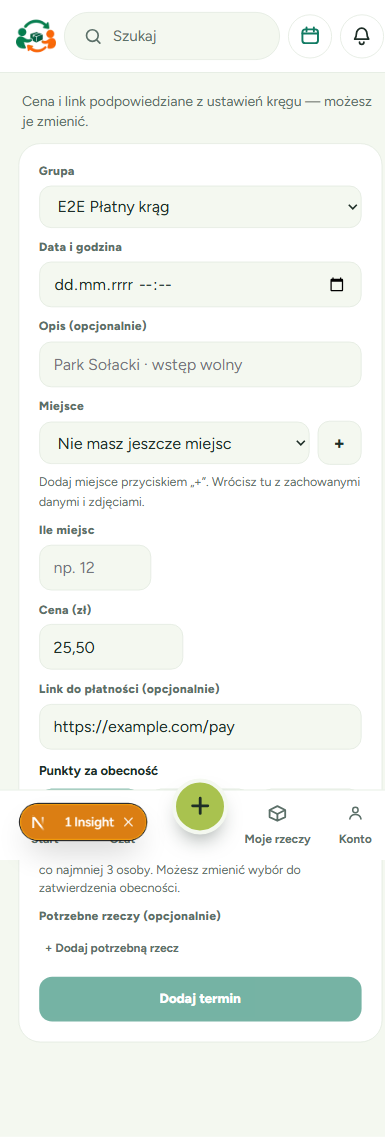 Szukaj
Cena i link podpowiedziane z ustawień kręgu — możesz
je zmienić.
Grupa
E2E Płatny krąg
Data i godzina
dd.mm.rrrr --:--
Opis (opcjonalnie)
Park Sołacki · wstęp wolny
Miejsce
Nie masz jeszcze miejsc
+
Dodaj miejsce przyciskiem „+”. Wrócisz tu z zachowanymi
danymi i zdjęciami.
Ile miejsc
np. 12
Cena (zł)
25,50
Link do płatności (opcjonalnie)
https://example.com/pay
Punkty za obecność
N 1 Insight ×
+
Moje rzeczy
Konto
co najmniej 3 osoby. Możesz zmienić wybór do
zatwierdzenia obecności.
Potrzebne rzeczy (opcjonalnie)
+ Dodaj potrzebną rzecz
Dodaj termin